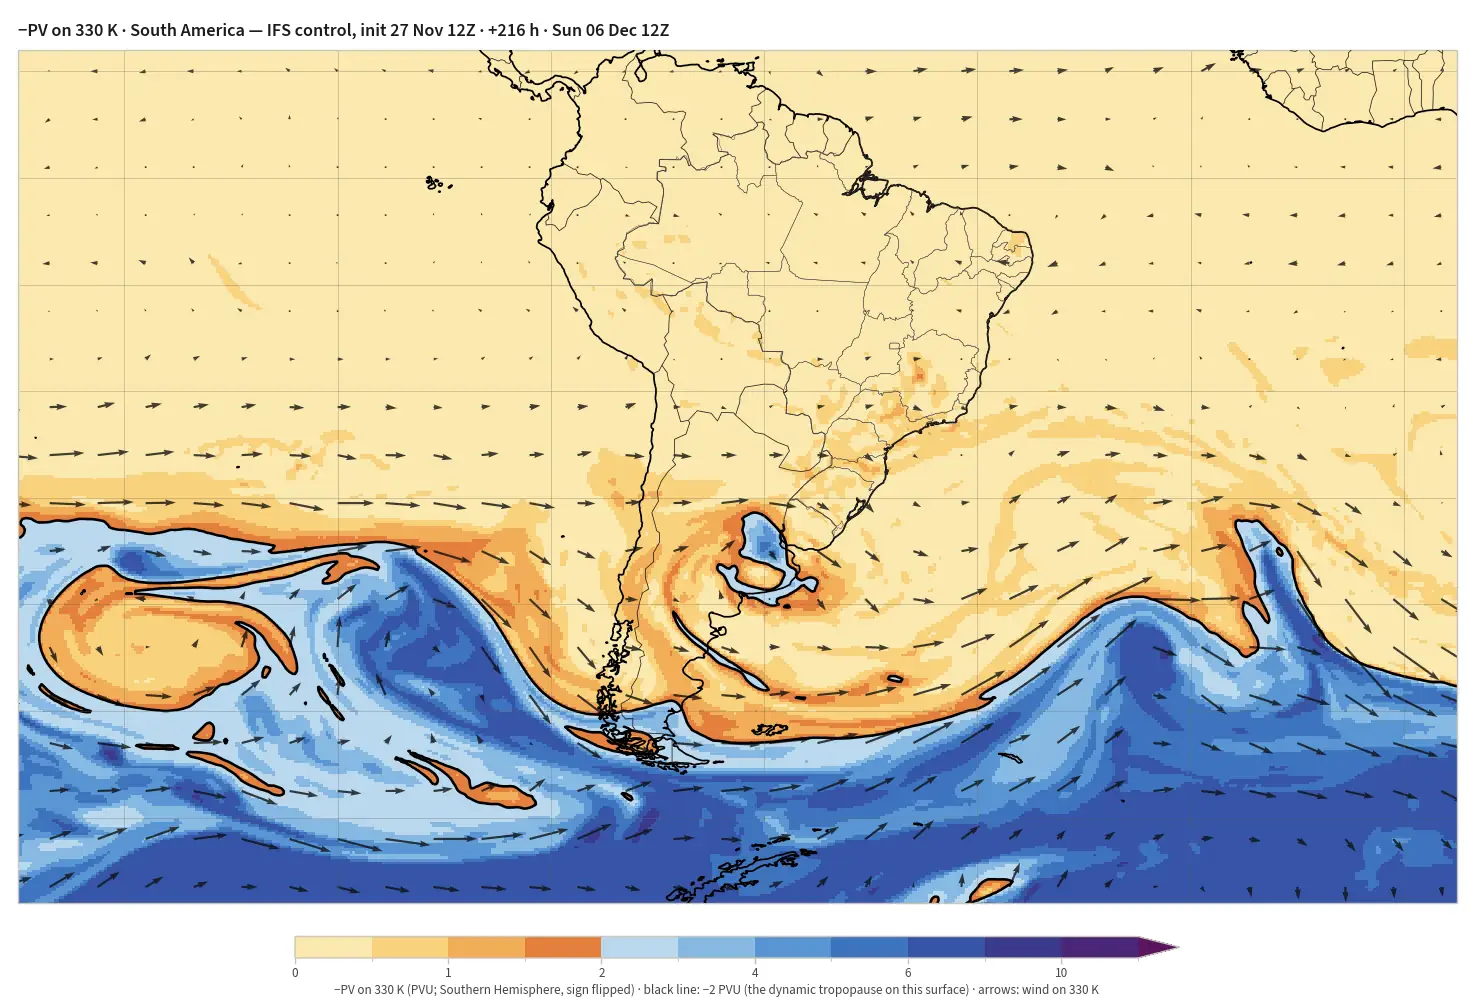 −PV on 330 K · South America — IFS control, init 27 Nov 12Z · +216 h · Sun 06 Dec 12Z
0 1 2 4 6 10
−PV on 330 K (PVU; Southern Hemisphere, sign flipped) · black line: −2 PVU (the dynamic tropopause on this surface) · arrows: wind on 330 K